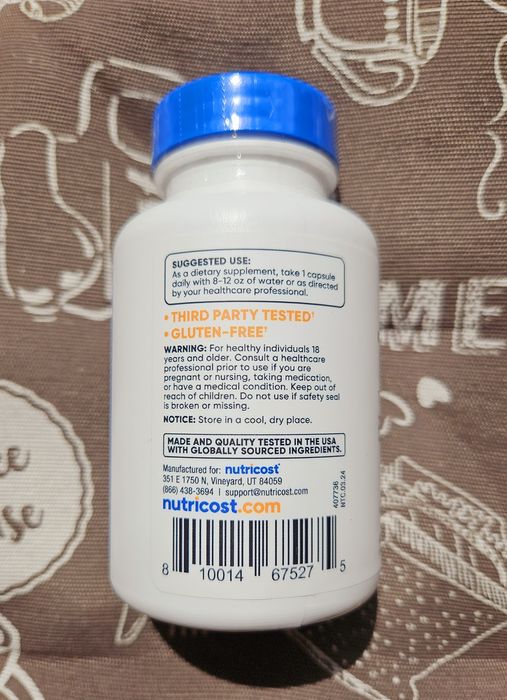 SUGGESTED USE:
As a dietary supplement, take 1 capsule
daily with 8-12 oz of water or as directed
by your healthcare professional.
• THIRD PARTY TESTED†
• GLUTEN-FREE†
WARNING: For healthy individuals 18
years and older. Consult a healthcare
professional prior to use if you are
pregnant or nursing, taking medication,
or have a medical condition. Keep out of
reach of children. Do not use if safety seal
is broken or missing.
NOTICE: Store in a cool, dry place.
MADE AND QUALITY TESTED IN THE USA
WITH GLOBALLY SOURCED INGREDIENTS.
Manufactured for: nutricost®
351 E 1750 N, Vineyard, UT 84059
(866) 438-3694 | support@nutricost.com
nutricost.com
407736
NTC.03.24
8 10014 67527 5
ME